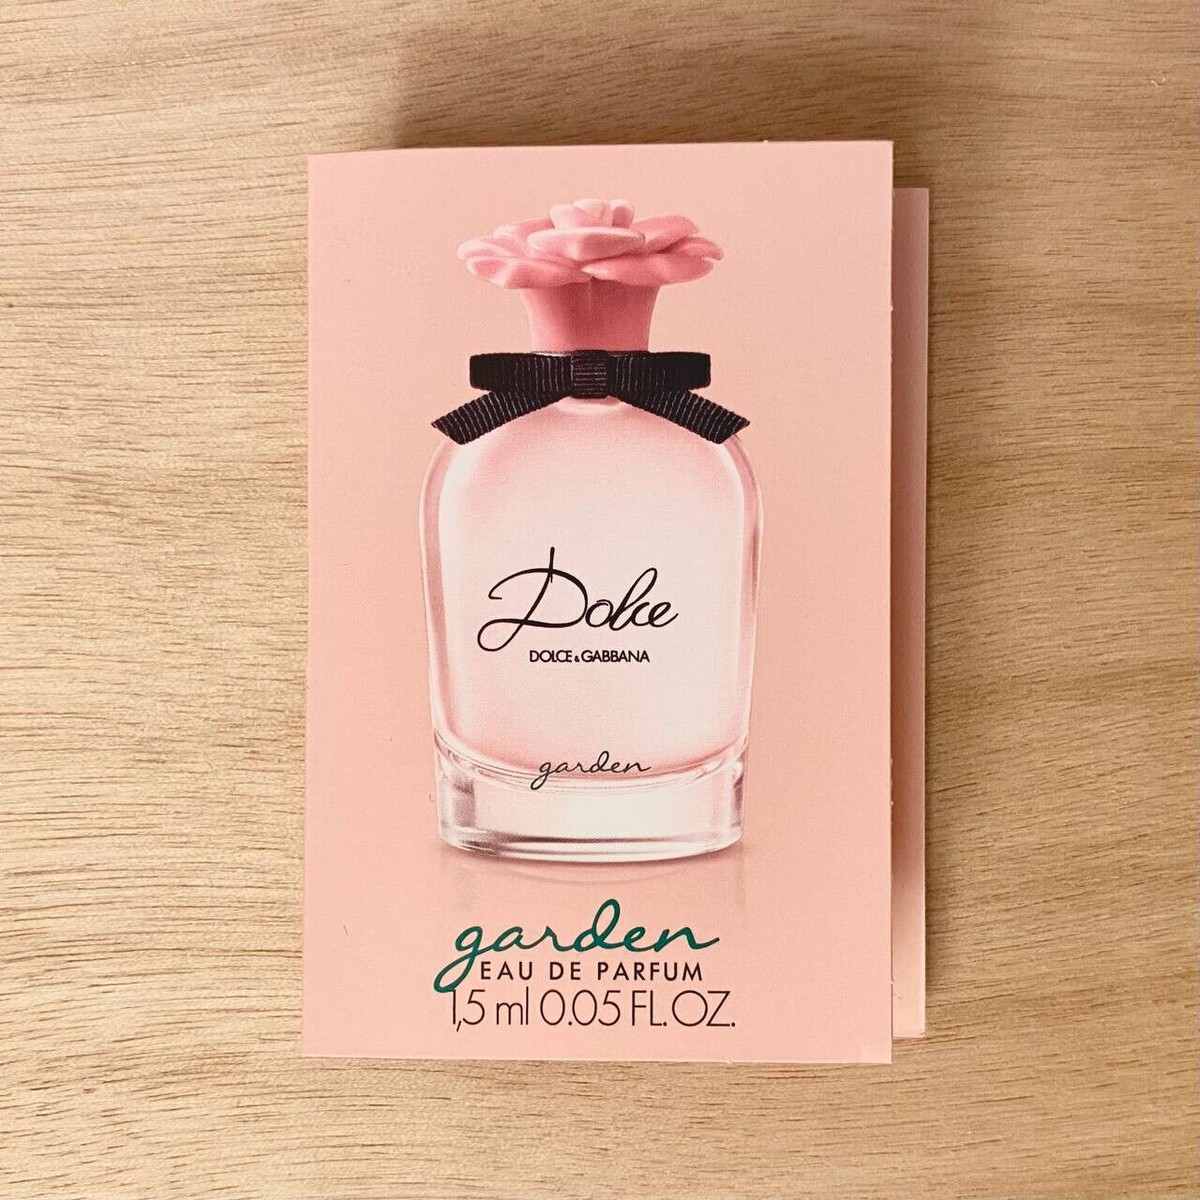 Dolce
DOLCE & GABBANA
garden
garden
EAU DE PARFUM
1,5 ml 0.05 FL. OZ.